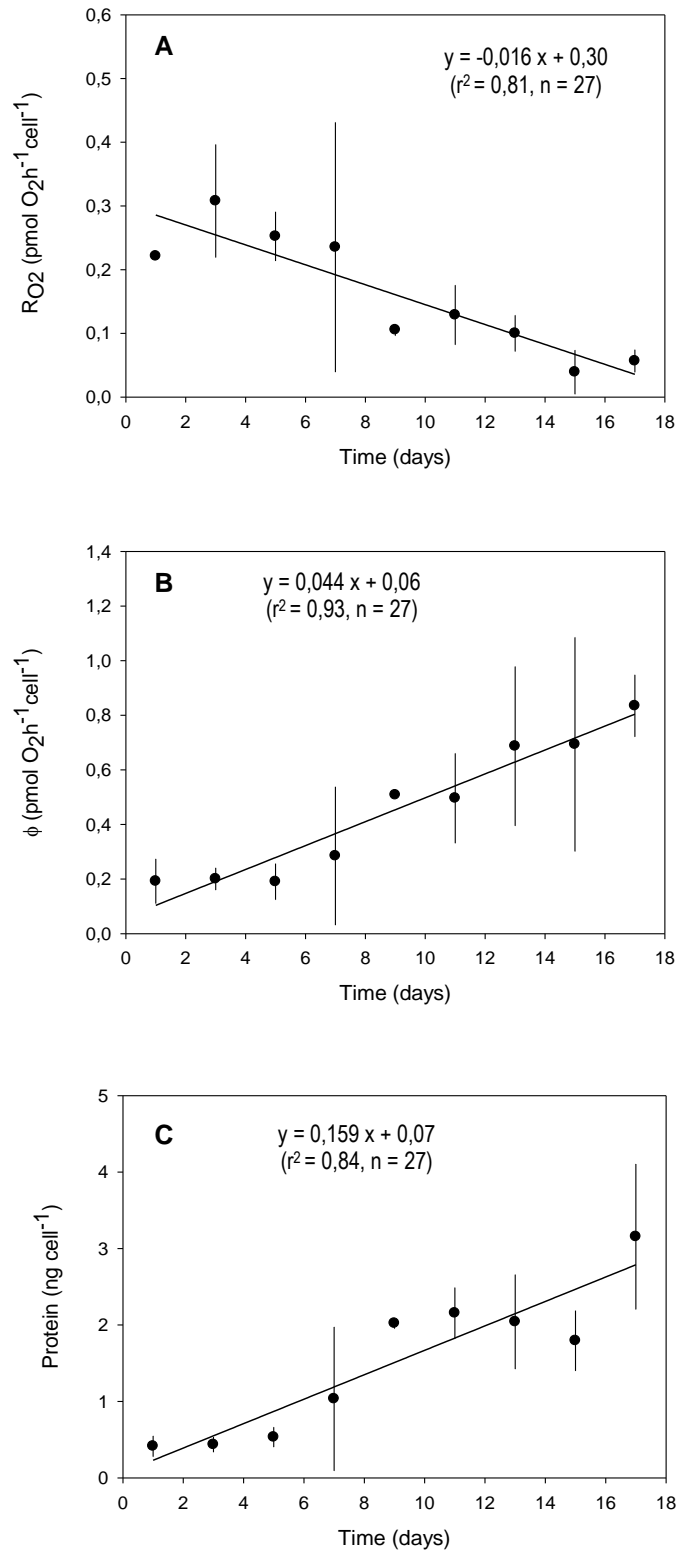 A
y = -0,016 x + 0,30
(r² = 0,81, n = 27)
R_O2 (pmol O₂h⁻¹cell⁻¹)
0,6
0,5
0,4
0,3
0,2
0,1
0,0
0 2 4 6 8 10 12 14 16 18
Time (days)
B
y = 0,044 x + 0,06
(r² = 0,93, n = 27)
ϕ (pmol O₂h⁻¹cell⁻¹)
1,4
1,2
1,0
0,8
0,6
0,4
0,2
0,0
0 2 4 6 8 10 12 14 16 18
Time (days)
C
y = 0,159 x + 0,07
(r² = 0,84, n = 27)
Protein (ng cell⁻¹)
5
4
3
2
1
0
0 2 4 6 8 10 12 14 16 18
Time (days)